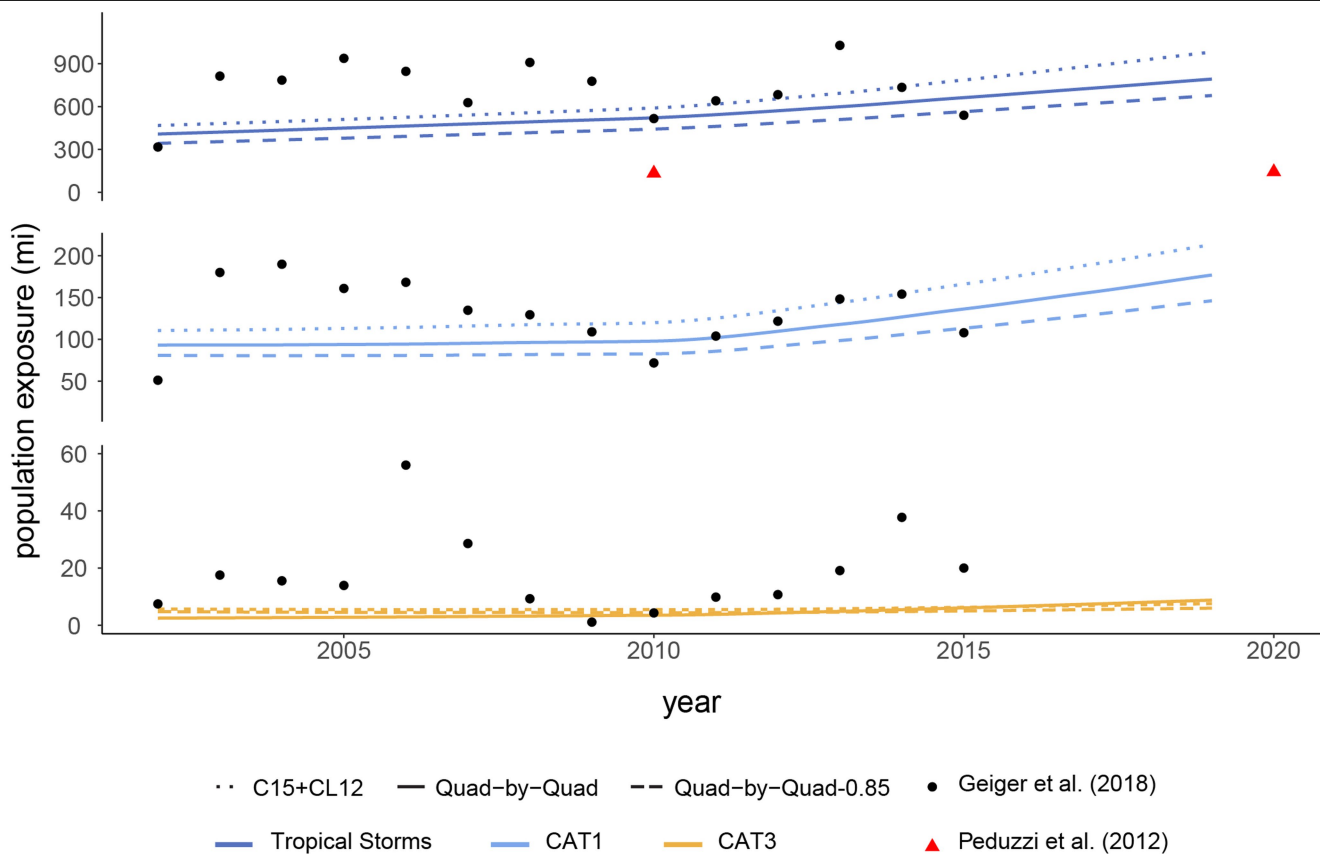 900
600
300
0
200
150
100
50
60
40
20
0
population exposure (mi)
2005 2010 2015 2020
year
C15+CL12 Quad−by−Quad Quad−by−Quad-0.85 Geiger et al. (2018)
Tropical Storms CAT1 CAT3 Peduzzi et al. (2012)